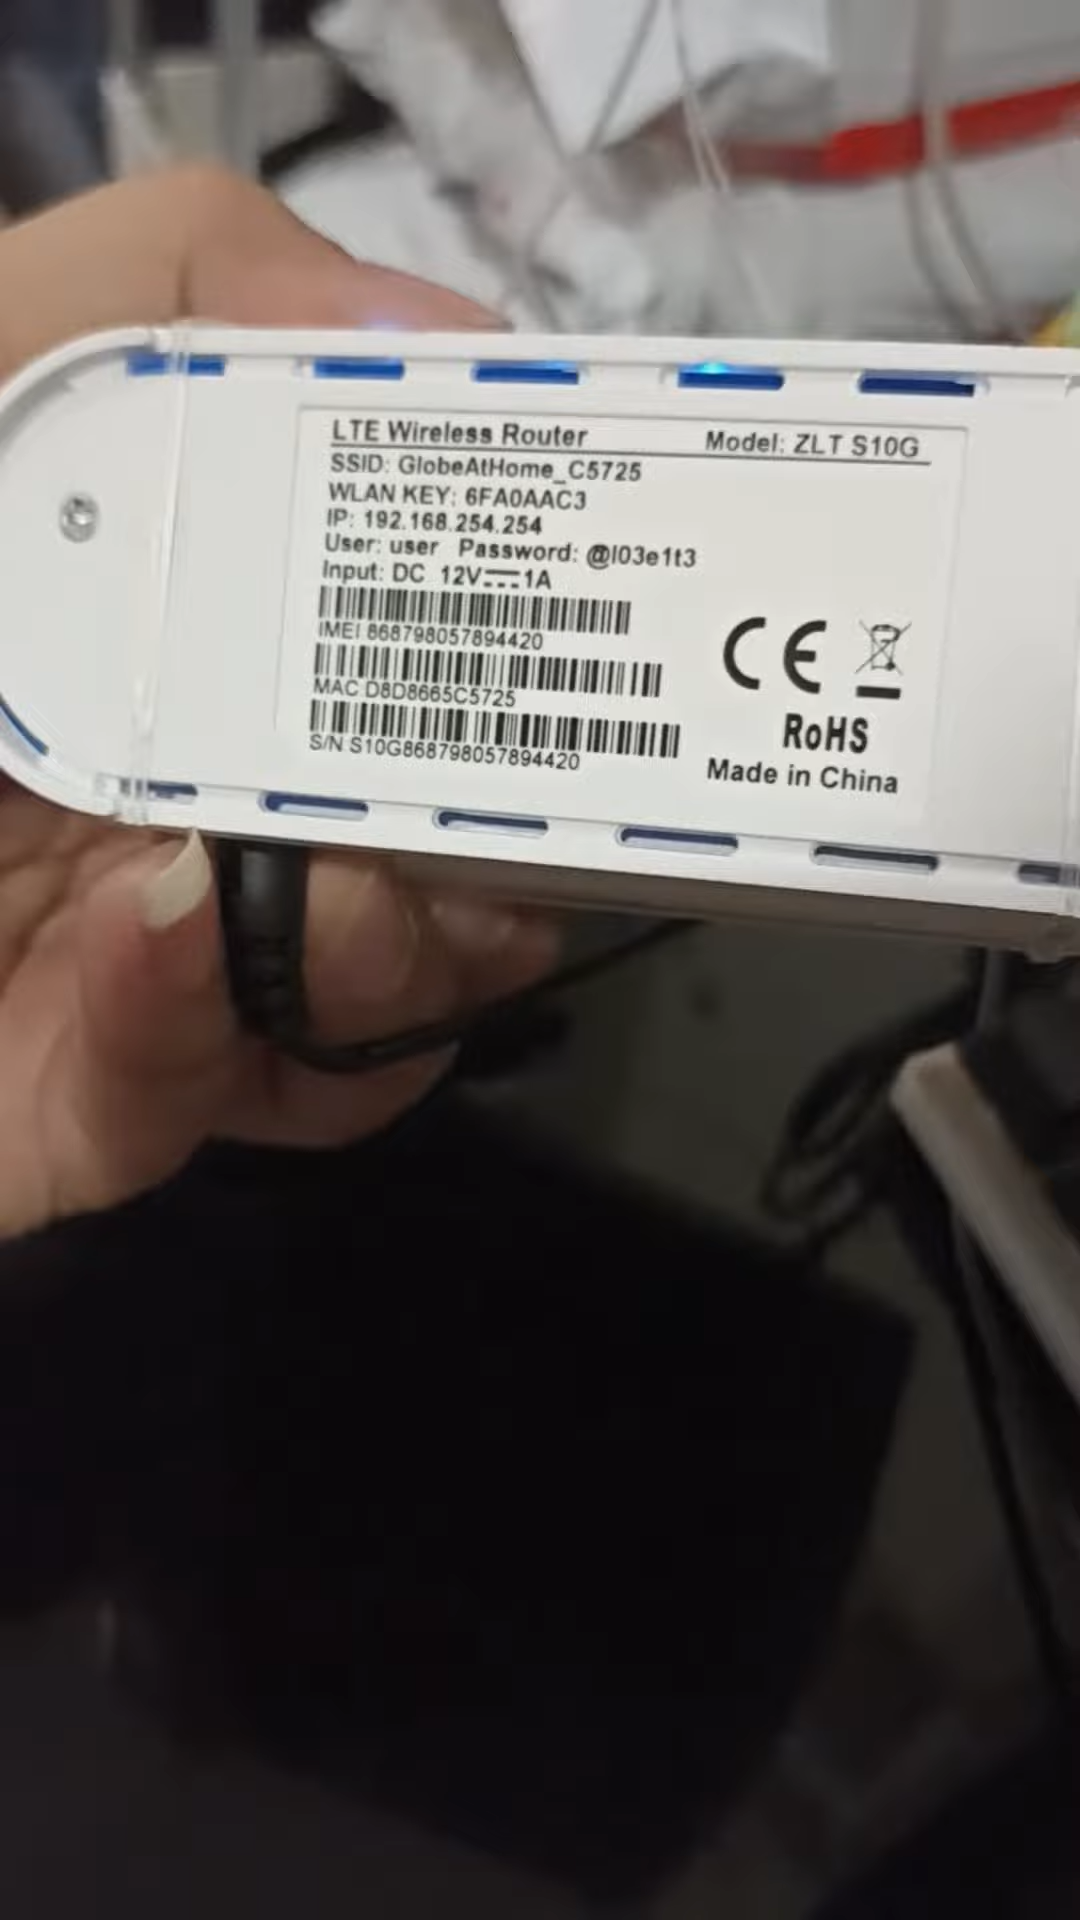 LTE Wireless Router Model: ZLT S10G
SSID: GlobeAtHome_C5725
WLAN KEY: 6FA0AAC3
IP: 192.168.254.254
User: user Password: @l03e1t3
Input: DC 12V 1A
IMEI 868798057894420
MAC D8D8665C5725
S/N S10G868798057894420
CE
RoHS
Made in China